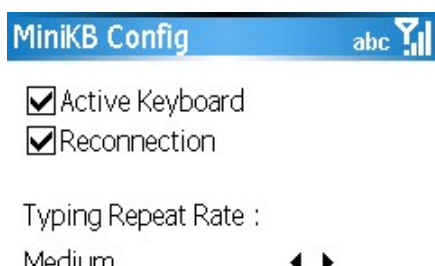 MiniKB Config abc
Active Keyboard
Reconnection
Typing Repeat Rate :
Medium